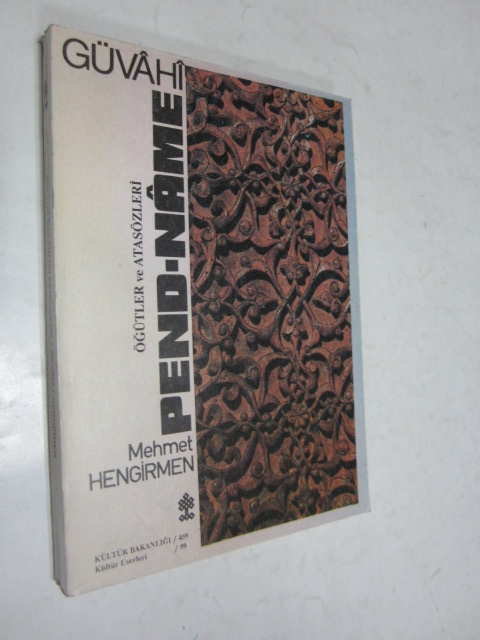 GÜVÂHÎ
PEND-NÂME
ÖĞÜTLER ve ATASÖZLERİ
Mehmet
HENGİRMEN
KÜLTÜR BAKANLIĞI / 459
Kültür Eserleri / 99